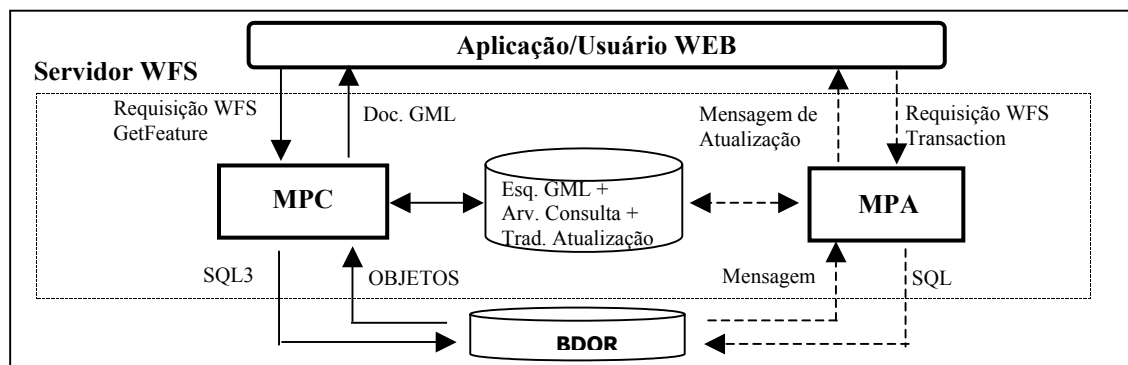 Aplicação/Usuário WEB
Servidor WFS
Requisição WFS
GetFeature
Doc. GML
Mensagem de
Atualização
Requisição WFS
Transaction
MPC
Esq. GML +
Arv. Consulta +
Trad. Atualização
MPA
SQL3
OBJETOS
Mensagem
SQL
BDOR